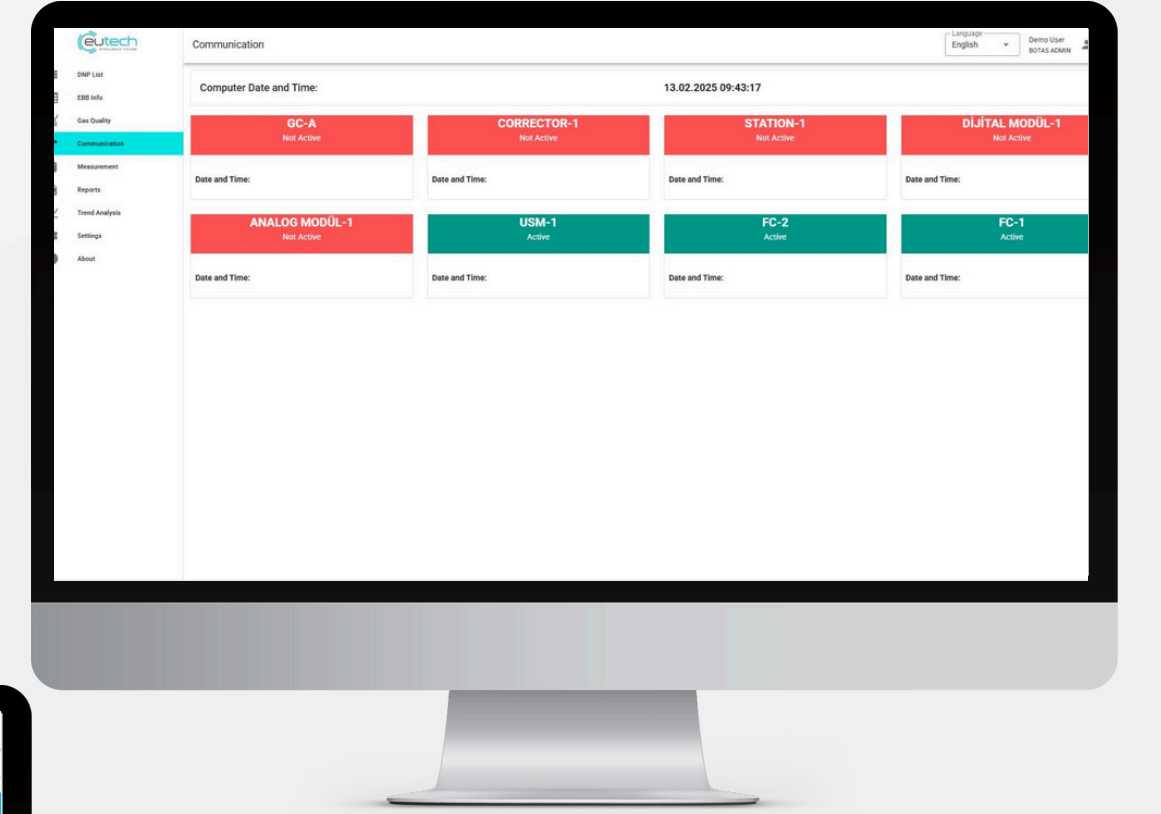 eutech
Communication
Language
English
Demo User
BOTAS ADMIN
DNP List
EBB Info
Gas Quality
Communication
Measurement
Reports
Trend Analysis
Settings
About
Computer Date and Time:
13.02.2025 09:43:17
GC-A
Not Active
Date and Time:
CORRECTOR-1
Not Active
Date and Time:
STATION-1
Not Active
Date and Time:
DİJİTAL MODÜL-1
Not Active
Date and Time:
ANALOG MODÜL-1
Not Active
Date and Time:
USM-1
Active
Date and Time:
FC-2
Active
Date and Time:
FC-1
Active
Date and Time: